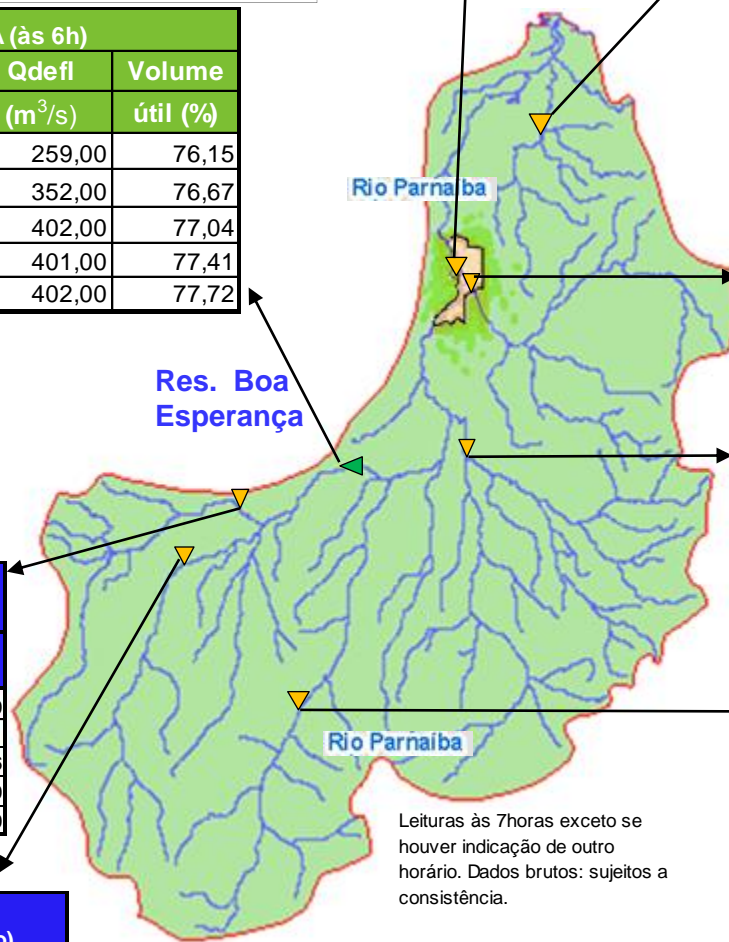 A (às 6h)
Qdefl Volume
(m³/s) útil (%)
259,00 76,15
352,00 76,67
402,00 77,04
401,00 77,41
402,00 77,72
Rio Parnaíba
Res. Boa
Esperança
Rio Parnaíba
Leituras às 7horas exceto se
houver indicação de outro
horário. Dados brutos: sujeitos a
consistência.